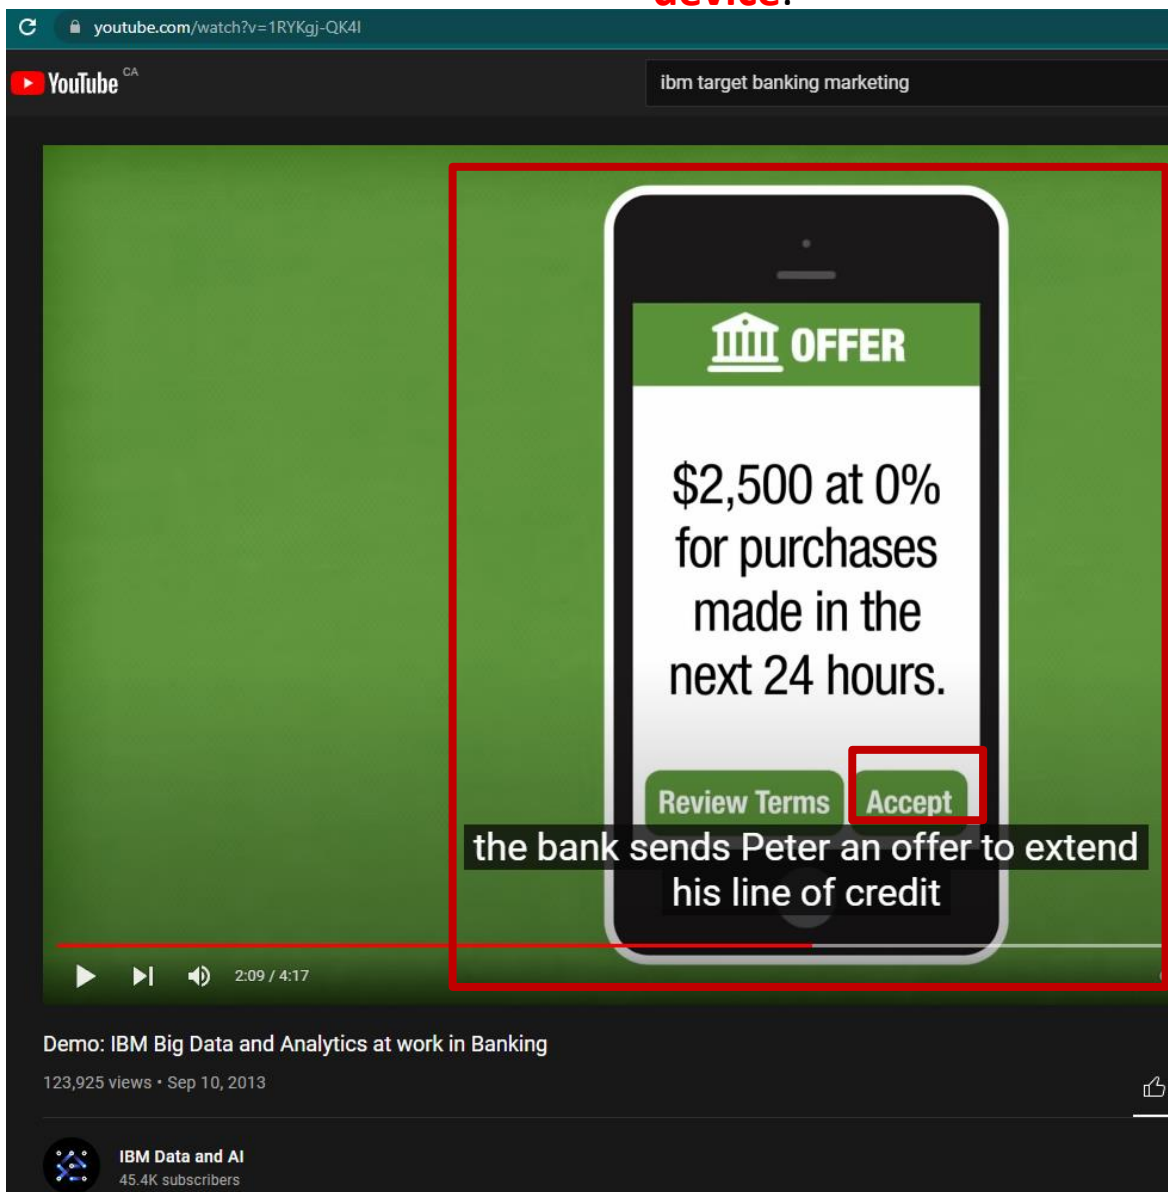 device?
youtube.com/watch?v=1RYKgj-QK4I
YouTube CA
ibm target banking marketing
OFFER
$2,500 at 0%
for purchases
made in the
next 24 hours.
Review Terms Accept
the bank sends Peter an offer to extend
his line of credit
2:09 / 4:17
Demo: IBM Big Data and Analytics at work in Banking
123,925 views • Sep 10, 2013
IBM Data and AI
45.4K subscribers